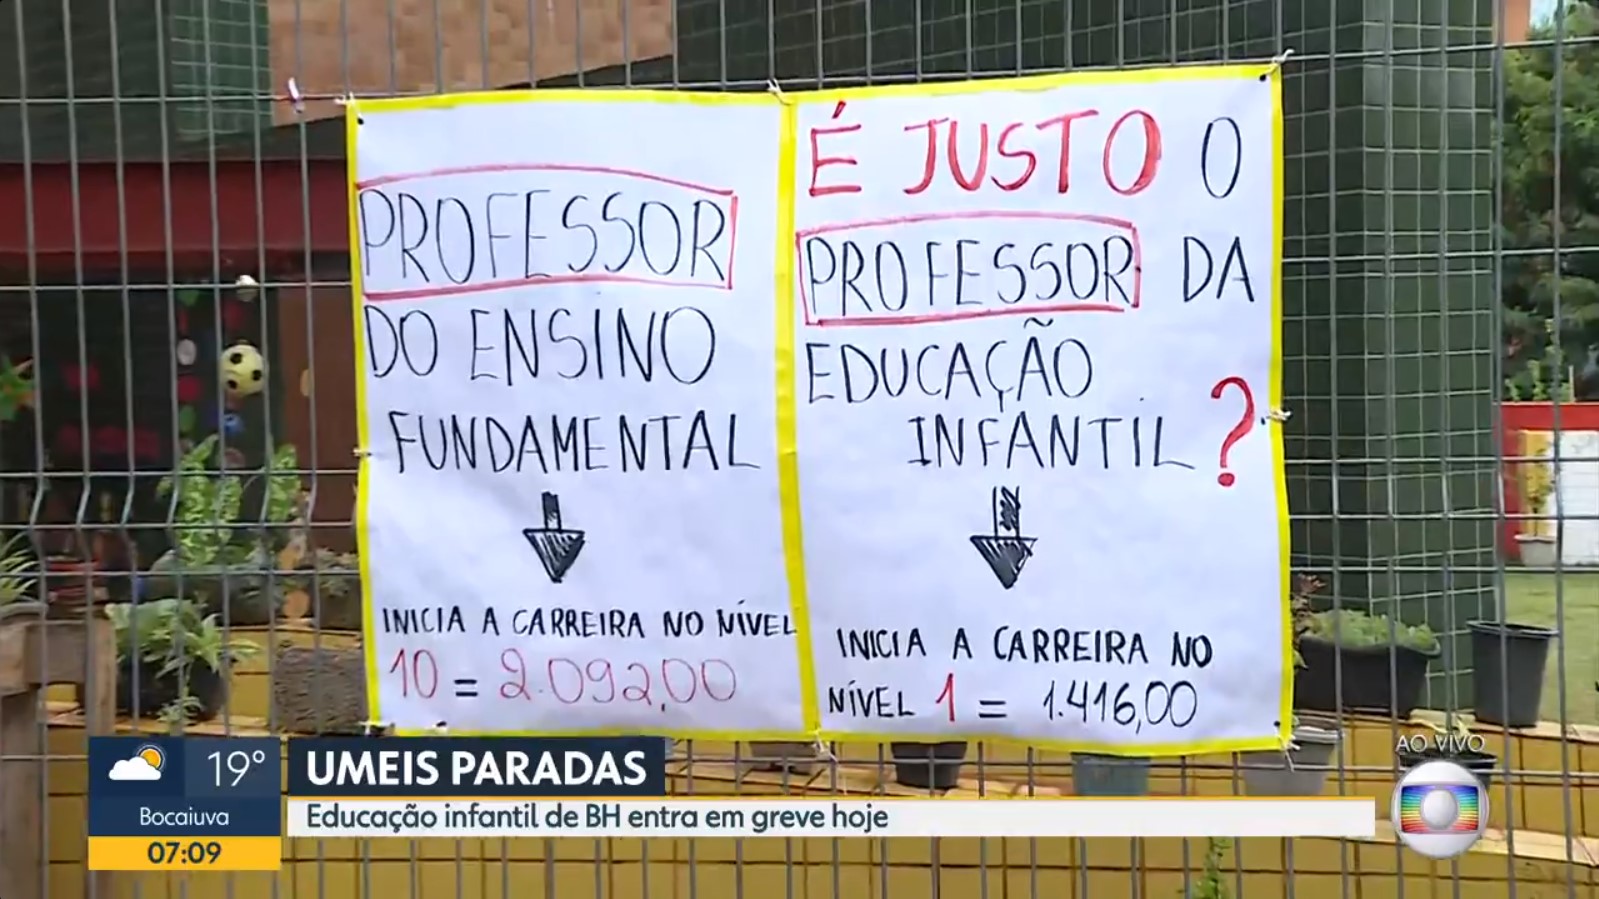 PROFESSOR
DO ENSINO
FUNDAMENTAL
INICIA A CARREIRA NO NÍVEL
10 = 2.092,00
É JUSTO O
PROFESSOR DA
EDUCAÇÃO
INFANTIL ?
INICIA A CARREIRA NO
NÍVEL 1 = 1.416,00
AO VIVO
19°
Bocaiuva
07:09
UMEIS PARADAS
Educação infantil de BH entra em greve hoje